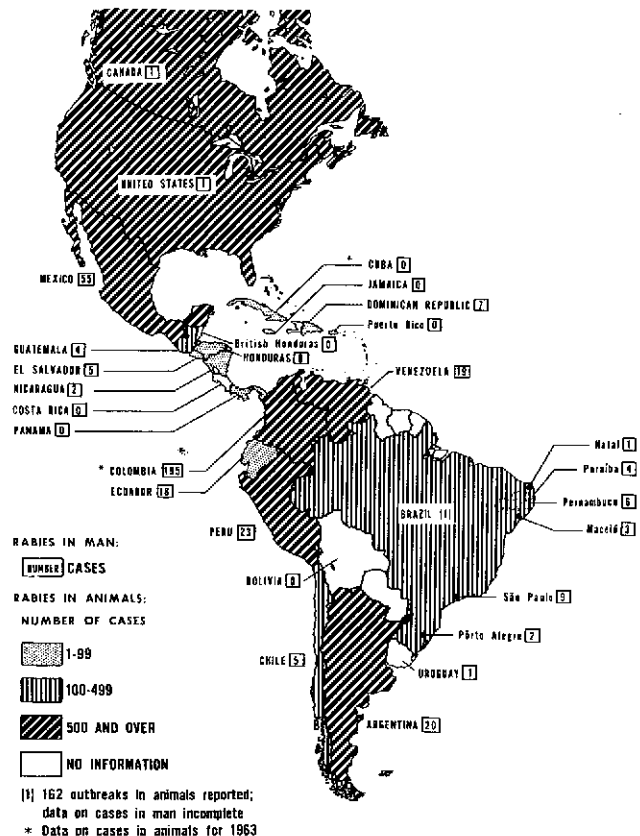 CANADA 1
UNITED STATES 1
MEXICO 55
CUBA 0
JAMAICA 0
DOMINICAN REPUBLIC 7
Puerto Rico 0
British Honduras 0
HONDURAS
GUATEMALA 4
EL SALVADOR 5
NICARAGUA 2
COSTA RICA 0
PANAMA 0
VENEZUELA
* COLOMBIA
ECUADOR 18
PERU 23
BRAZIL [1]
Natal 1
Paraíba 4
Pernambuco 6
Maceió 3
BOLIVIA 0
São Paulo 9
Pôrto Alegre 2
CHILE 5
URUGUAY 1
ARGENTINA 20
RABIES IN MAN:
NUMBER CASES
RABIES IN ANIMALS:
NUMBER OF CASES
1-99
100-499
500 AND OVER
NO INFORMATION
[1] 162 outbreaks in animals reported;
data on cases in man incomplete
* Data on cases in animals for 1963